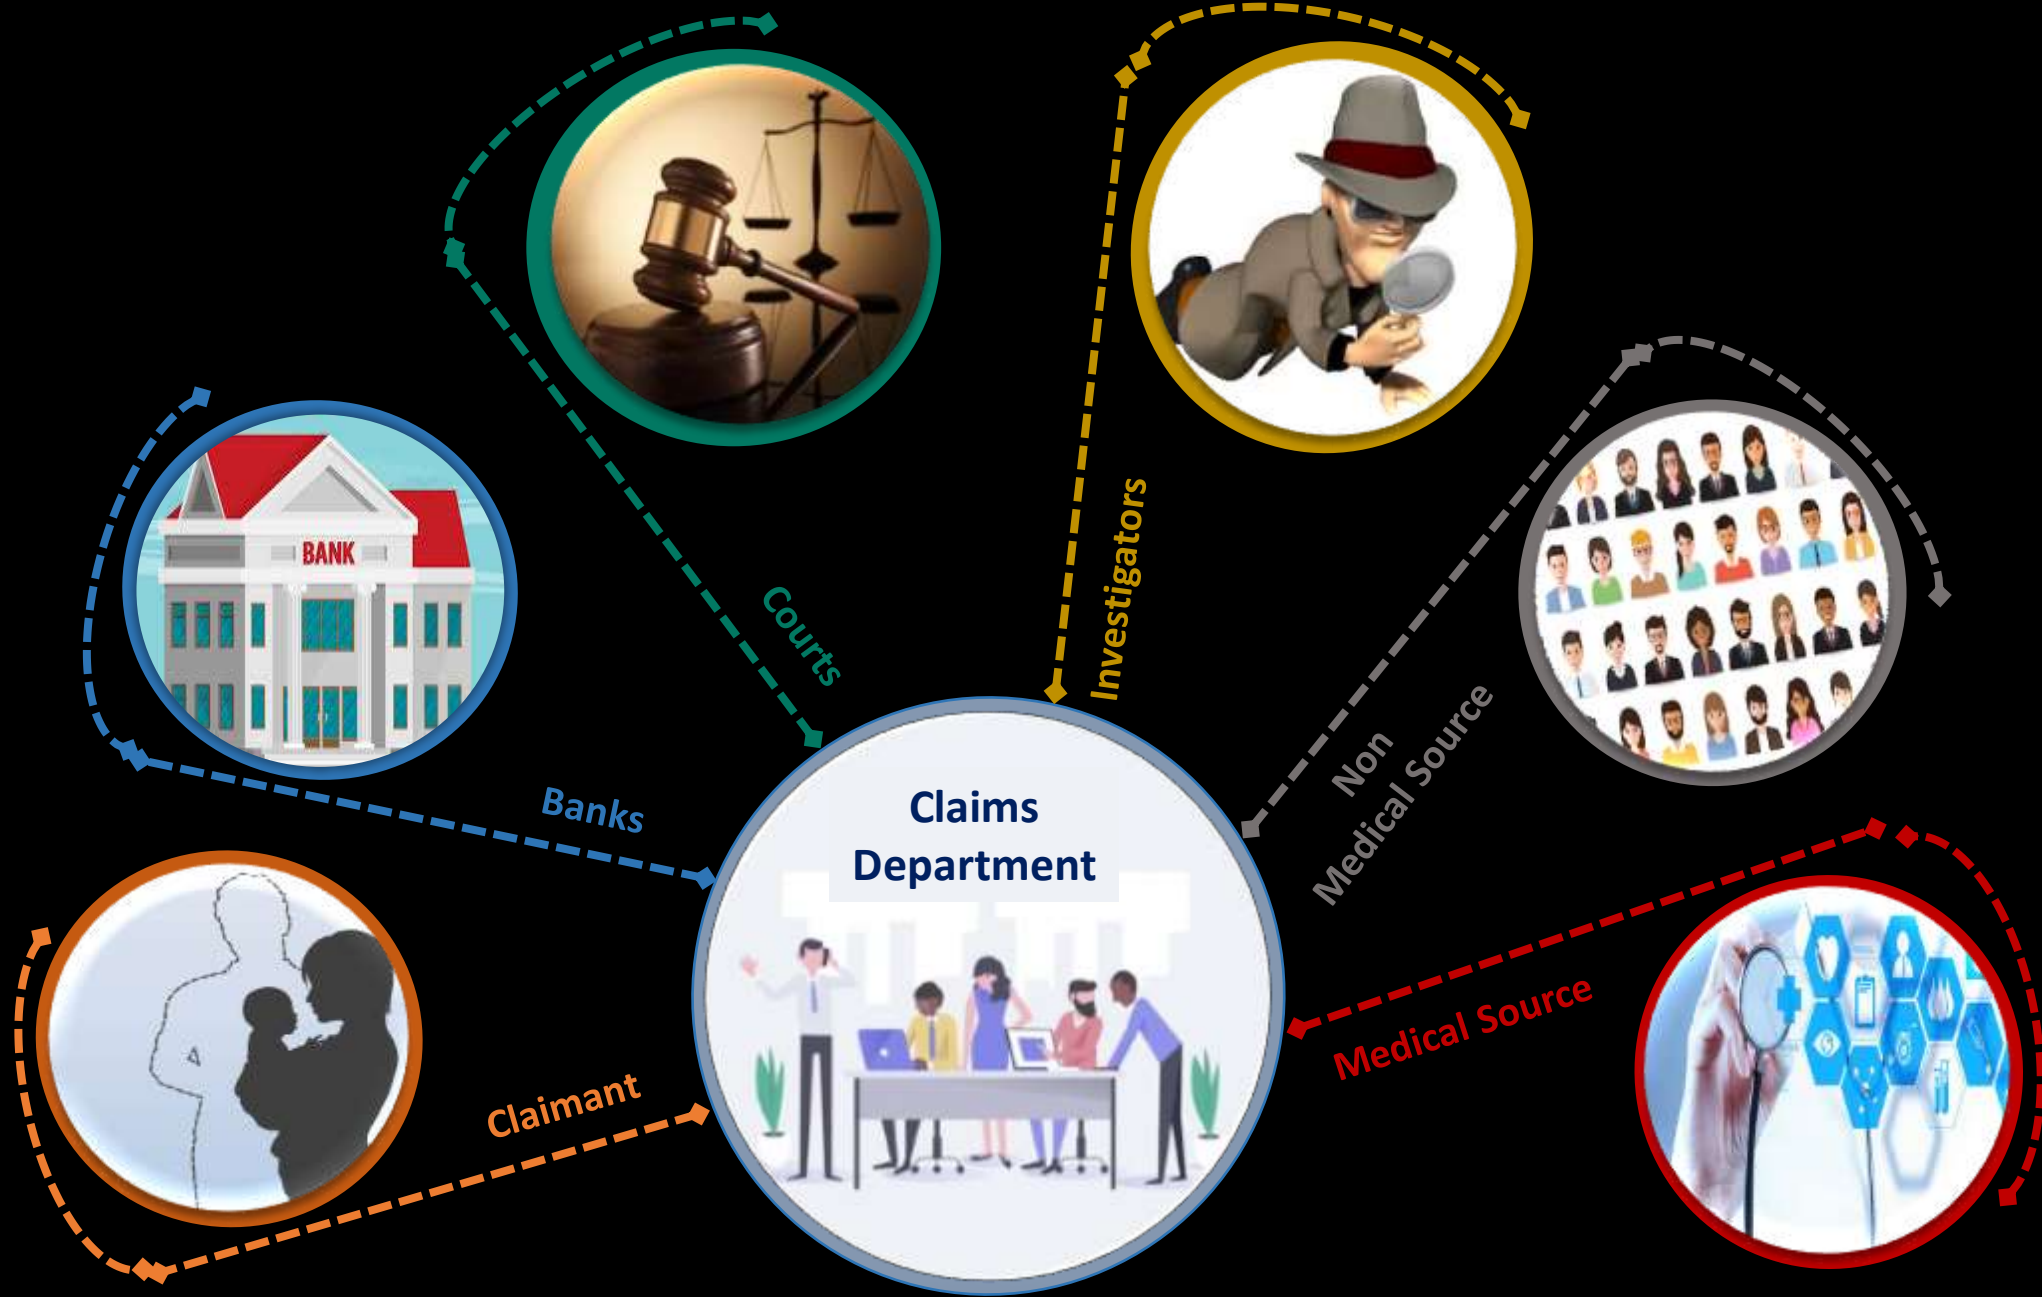 Courts
Investigators
Non
Medical Source
BANK
Banks
Claims
Department
Medical Source
Claimant